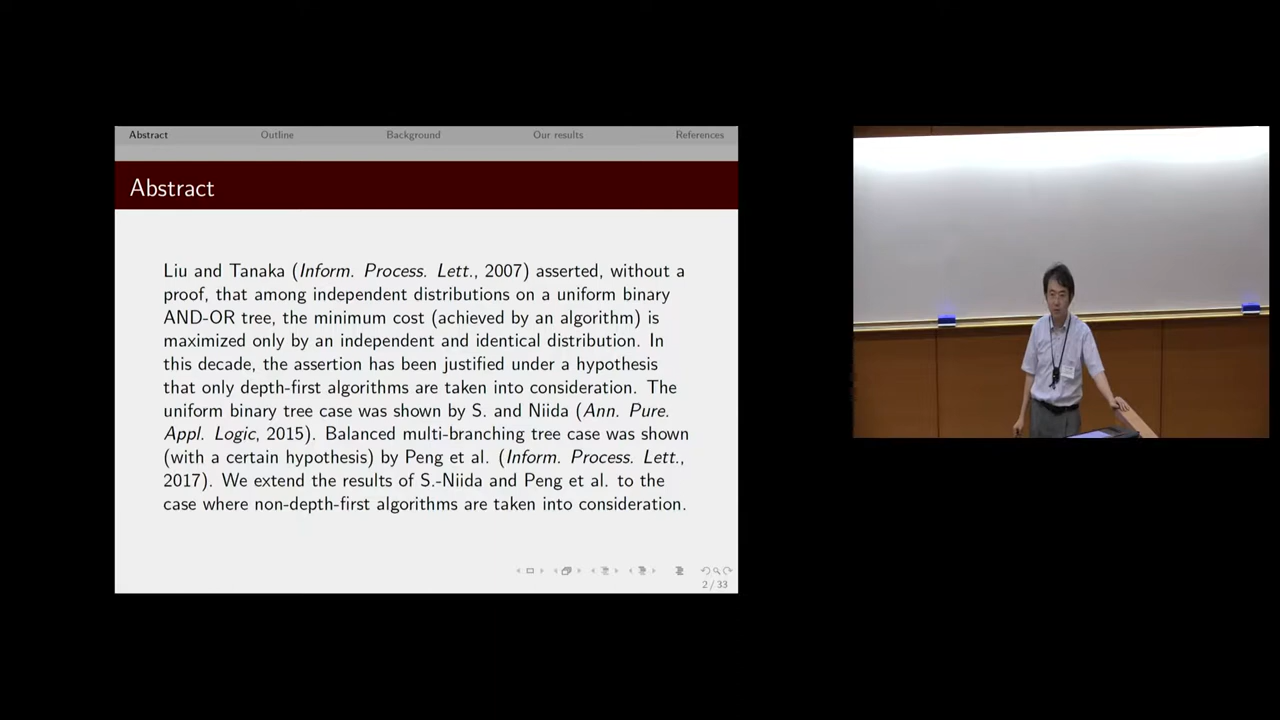 Abstract Outline Background Our results References
Abstract
Liu and Tanaka (Inform. Process. Lett., 2007) asserted, without a
proof, that among independent distributions on a uniform binary
AND-OR tree, the minimum cost (achieved by an algorithm) is
maximized only by an independent and identical distribution. In
this decade, the assertion has been justified under a hypothesis
that only depth-first algorithms are taken into consideration. The
uniform binary tree case was shown by S. and Niida (Ann. Pure.
Appl. Logic, 2015). Balanced multi-branching tree case was shown
(with a certain hypothesis) by Peng et al. (Inform. Process. Lett.,
2017). We extend the results of S.-Niida and Peng et al. to the
case where non-depth-first algorithms are taken into consideration.
2 / 33